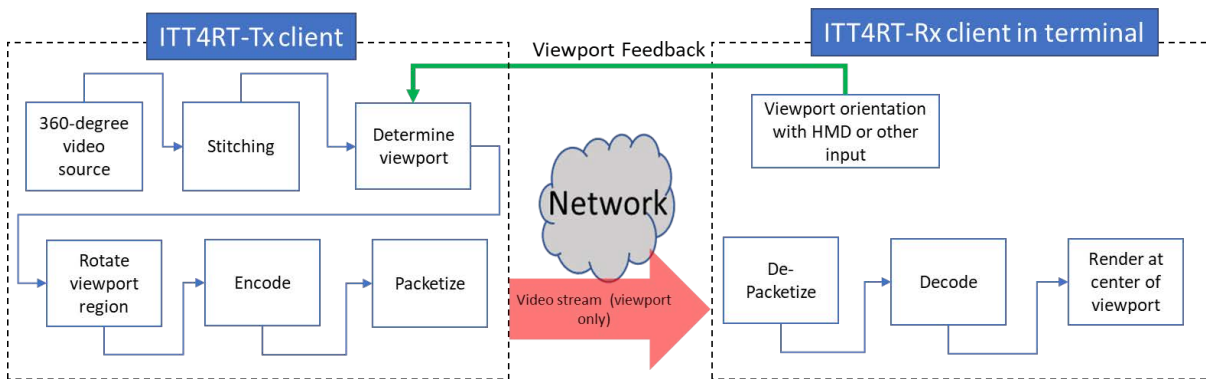 ITT4RT-Tx client
Viewport Feedback
ITT4RT-Rx client in terminal
360-degree
video
source
Stitching
Determine
viewport
Viewport orientation
with HMD or other
input
Network
Rotate
viewport
region
Encode
Packetize
Video stream (viewport
only)
De-
Packetize
Decode
Render at
center of
viewport